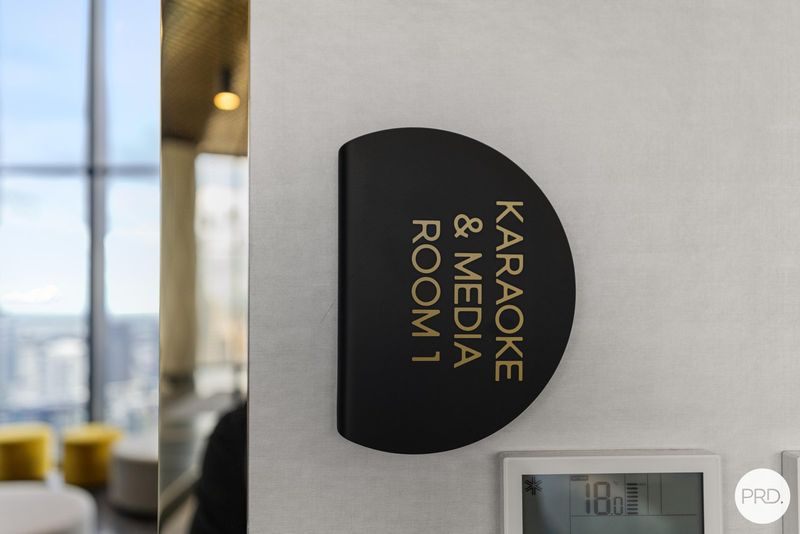 KARAOKE
& MEDIA
ROOM 1
18.0
PRD.